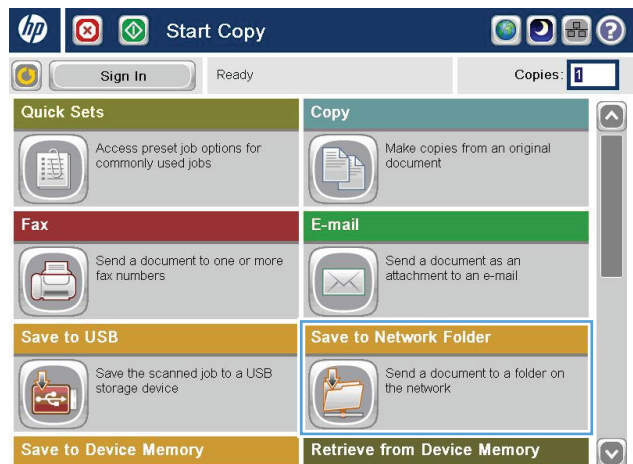 hp
Start Copy
?
Sign In
Ready
Copies: 1
Quick Sets
Access preset job options for
commonly used jobs
Copy
Make copies from an original
document
Fax
Send a document to one or more
fax numbers
E-mail
Send a document as an
attachment to an e-mail
Save to USB
Save the scanned job to a USB
storage device
Save to Network Folder
Send a document to a folder on
the network
Save to Device Memory
Retrieve from Device Memory